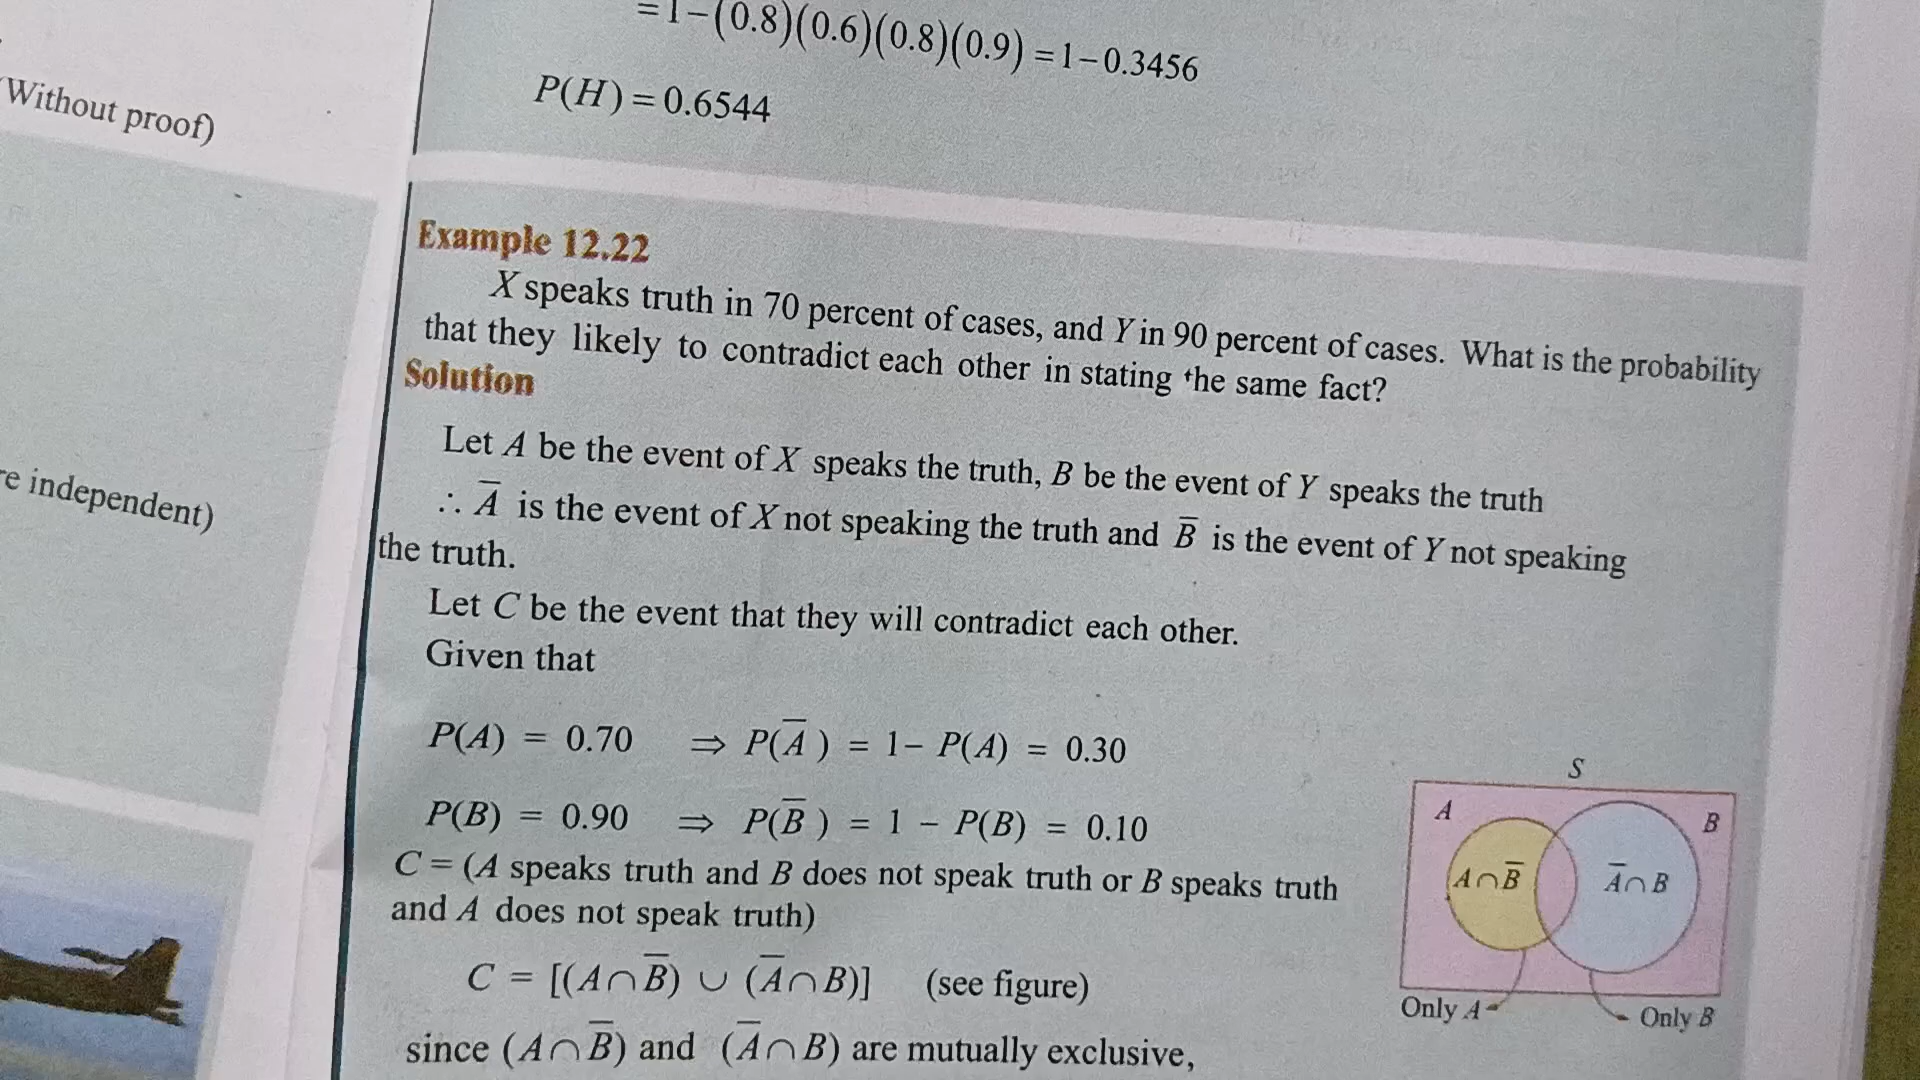 =1−(0.8)(0.6)(0.8)(0.9) =1−0.3456
P(H) = 0.6544
Without proof)
Example 12.22
X speaks truth in 70 percent of cases, and Y in 90 percent of cases. What is the probability
that they likely to contradict each other in stating the same fact?
Solution
Let A be the event of X speaks the truth, B be the event of Y speaks the truth
∴ A̅ is the event of X not speaking the truth and B̅ is the event of Y not speaking
the truth.
independent)
Let C be the event that they will contradict each other.
Given that
P(A) = 0.70 ⇒ P(A̅) = 1− P(A) = 0.30
P(B) = 0.90 ⇒ P(B̅) = 1 − P(B) = 0.10
C = (A speaks truth and B does not speak truth or B speaks truth
and A does not speak truth)
C = [(A∩B̅) ∪ (A̅∩B)] (see figure)
since (A∩B̅) and (A̅∩B) are mutually exclusive,
S
A
B
A∩B̅
A̅∩B
Only A
Only B